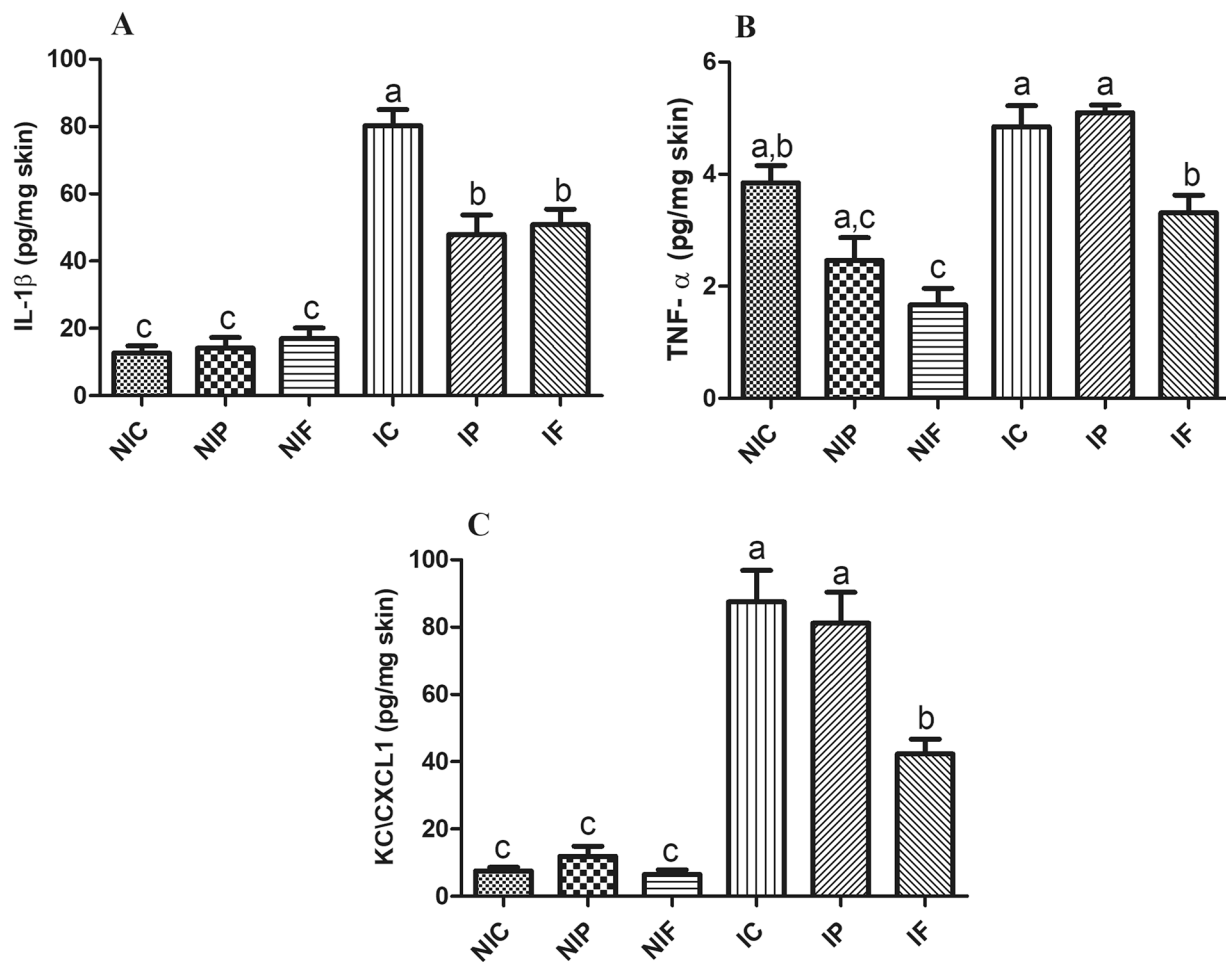 A
IL-1β (pg/mg skin)
100
80
60
40
20
0
c
c
c
a
b
b
NIC
NIP
NIF
IC
IP
IF
B
TNF- α (pg/mg skin)
6
4
2
0
a,b
a,c
c
a
a
b
NIC
NIP
NIF
IC
IP
IF
C
KC\CXCL1 (pg/mg skin)
100
80
60
40
20
0
c
c
c
a
a
b
NIC
NIP
NIF
IC
IP
IF